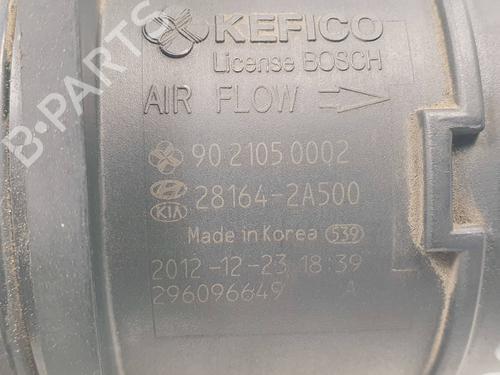 KEFICO
License BOSCH
AIR FLOW
90 2105 0002
28164-2A500
KIA
Made in Korea 539
2012-12-23 18:39
296096649 A
B-PARTS